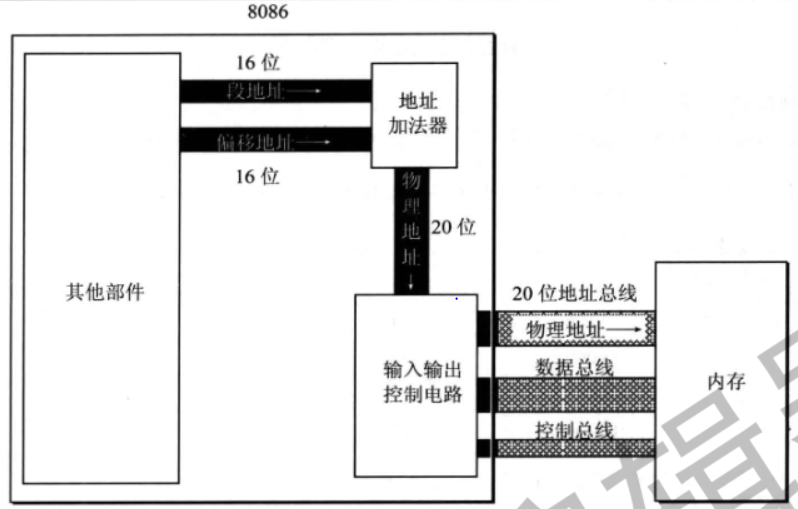 8086
16 位
段地址
地址
加法器
偏移地址
16 位
物理地址
20 位
其他部件
20 位地址总线
物理地址
输入输出
控制电路
数据总线
内存
控制总线
辑